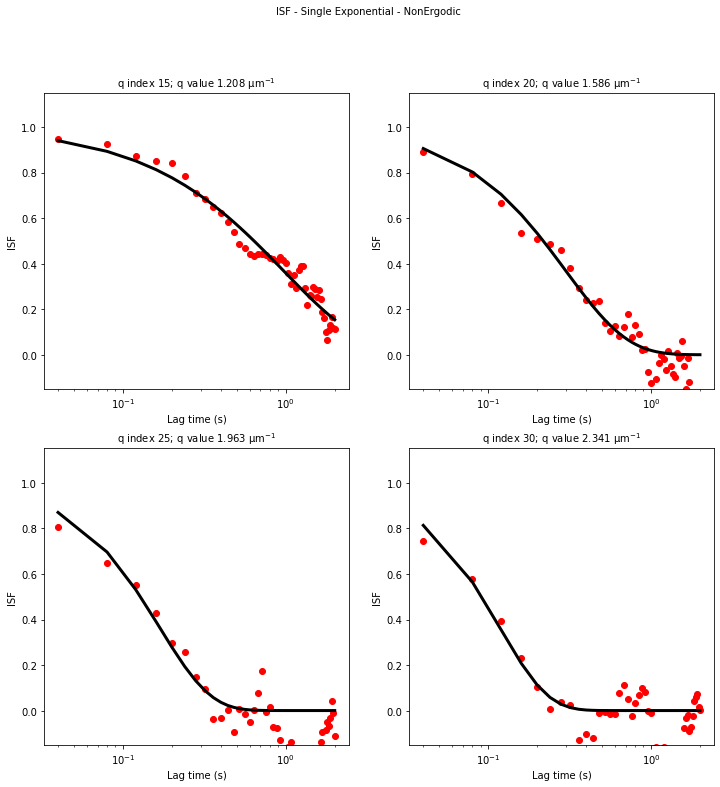 ISF - Single Exponential - NonErgodic
q index 15; q value 1.208 μm⁻¹
1.0
0.8
0.6
0.4
0.2
0.0
ISF
10⁻¹
10⁰
Lag time (s)
q index 20; q value 1.586 μm⁻¹
1.0
0.8
0.6
0.4
0.2
0.0
ISF
10⁻¹
10⁰
Lag time (s)
q index 25; q value 1.963 μm⁻¹
1.0
0.8
0.6
0.4
0.2
0.0
ISF
10⁻¹
10⁰
Lag time (s)
q index 30; q value 2.341 μm⁻¹
1.0
0.8
0.6
0.4
0.2
0.0
ISF
10⁻¹
10⁰
Lag time (s)